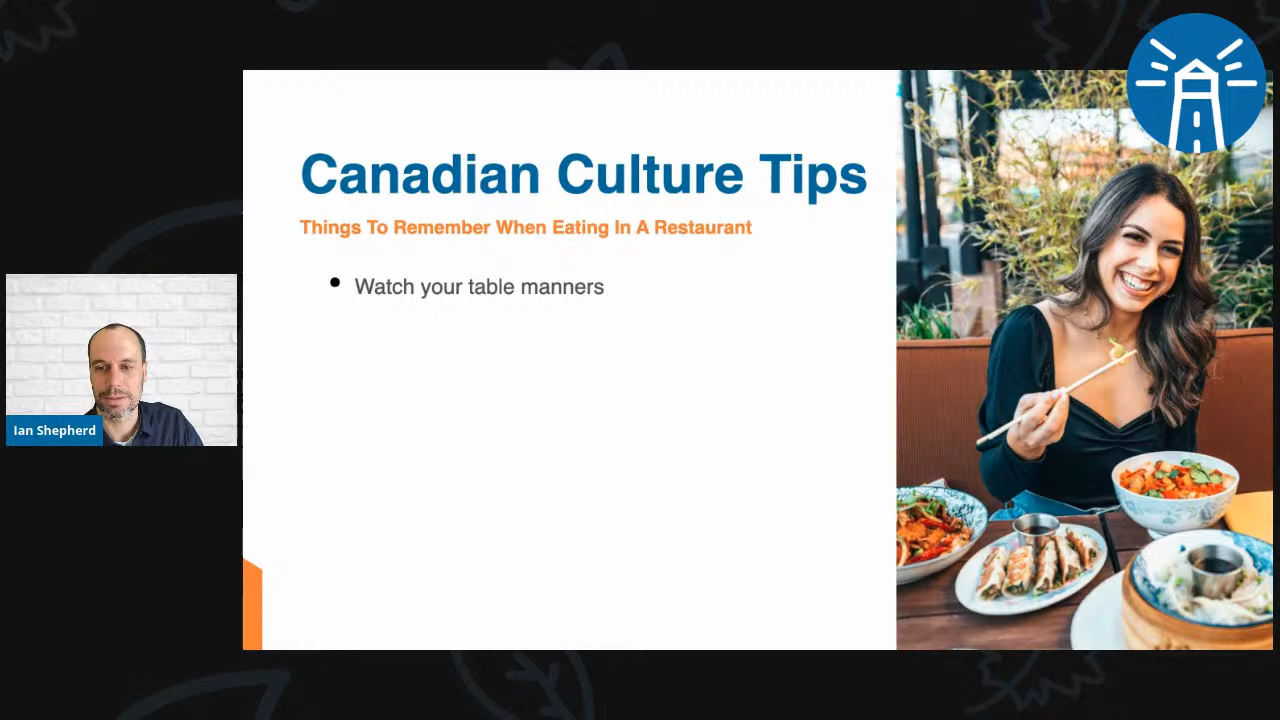 Canadian Culture Tips
Things To Remember When Eating In A Restaurant
Watch your table manners
Ian Shepherd